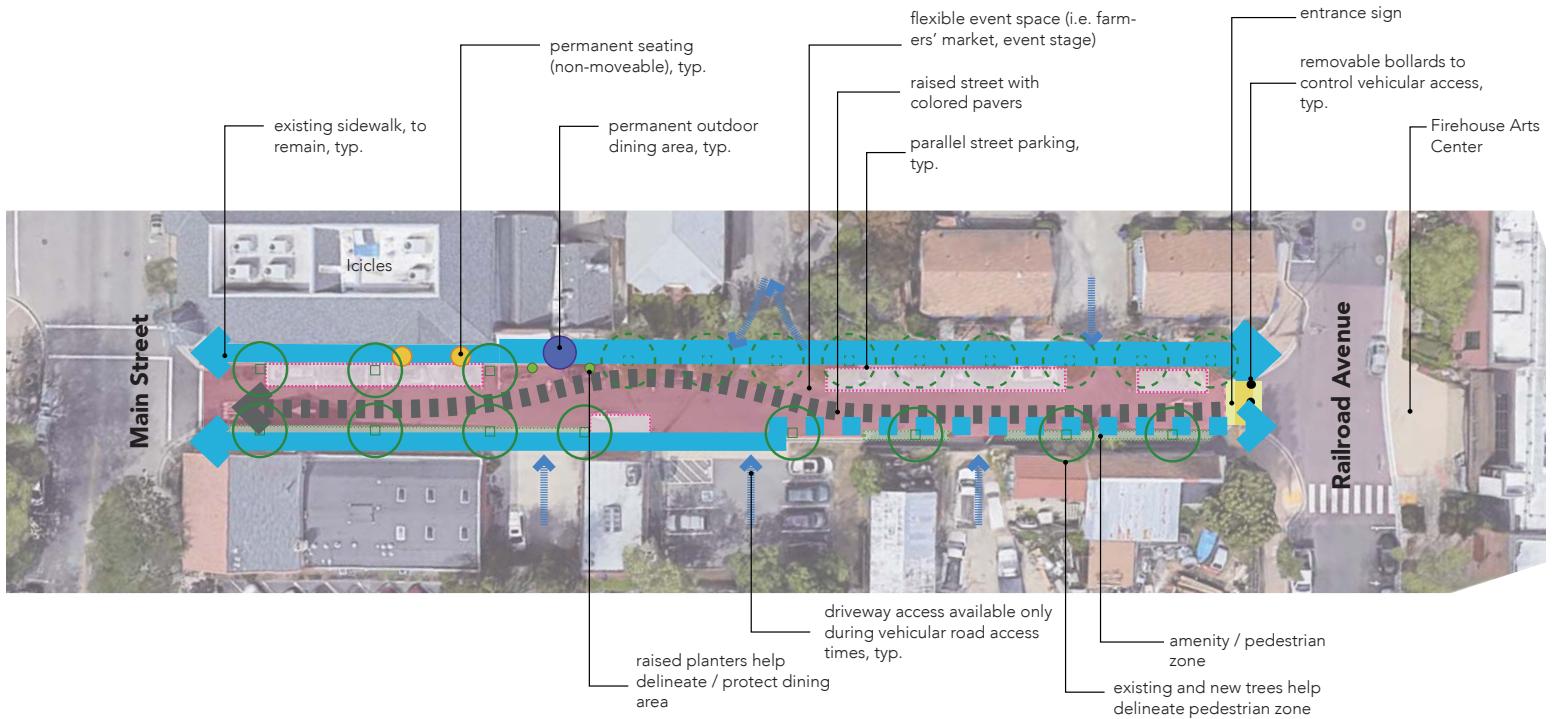 entrance sign
flexible event space (i.e. farm-
ers’ market, event stage)
permanent seating
(non-moveable), typ.
removable bollards to
control vehicular access,
typ.
raised street with
colored pavers
existing sidewalk, to
remain, typ.
permanent outdoor
dining area, typ.
Firehouse Arts
Center
parallel street parking,
typ.
Icicles
Main Street
Railroad Avenue
driveway access available only
during vehicular road access
times, typ.
amenity / pedestrian
zone
raised planters help
delineate / protect dining
area
existing and new trees help
delineate pedestrian zone